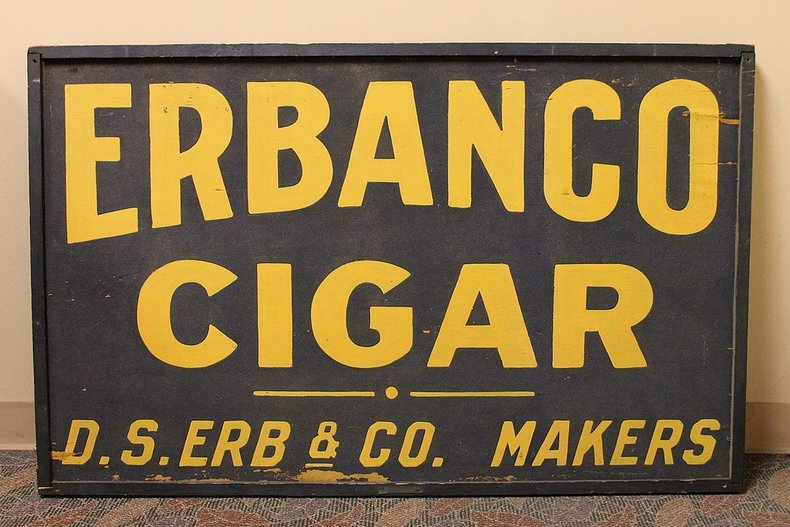 ERBANCO
CIGAR
D.S. ERB & CO. MAKERS